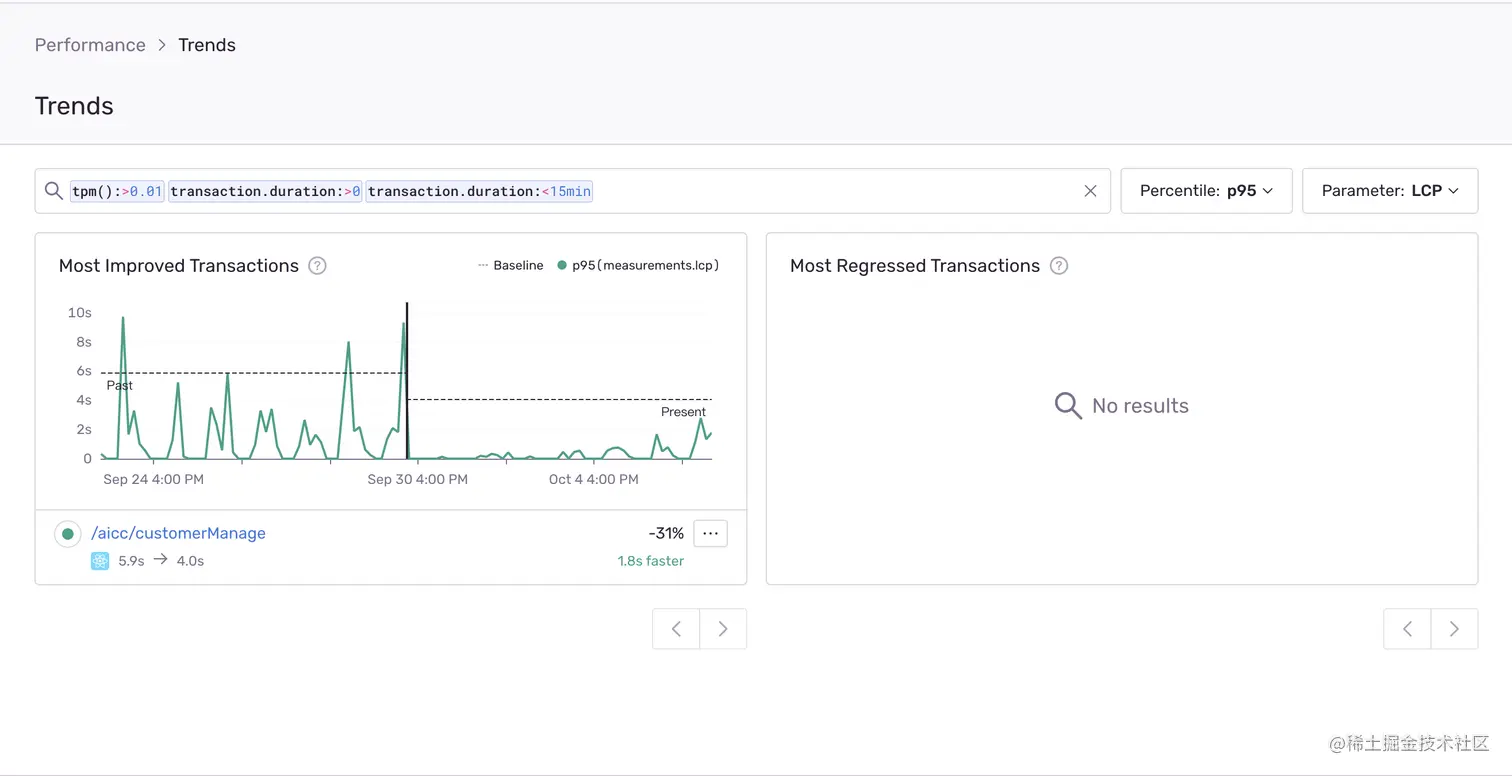 Performance > Trends
Trends
tpm():>0.01 transaction.duration:>0 transaction.duration:<15min
Percentile: p95
Parameter: LCP
Most Improved Transactions ?
Baseline p95(measurements.lcp)
10s
8s
6s
4s
2s
0
Past
Present
Sep 24 4:00 PM Sep 30 4:00 PM Oct 4 4:00 PM
/aicc/customerManage -31% ...
5.9s → 4.0s 1.8s faster
Most Regressed Transactions ?
No results
@稀土掘金技术社区